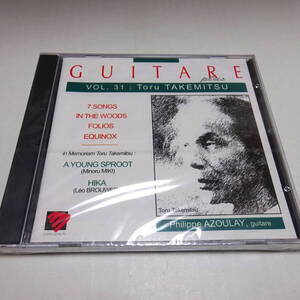 GUITARE
plus
VOL. 31 : Toru TAKEMITSU
7 SONGS
IN THE WOODS
FOLIOS
EQUINOX
in Memoriam Toru Takemitsu :
A YOUNG SPROOT
(Minoru MIKI)
HIKA
(Léo BROUWER)
Toru Takemitsu
Philippe AZOULAY, guitare